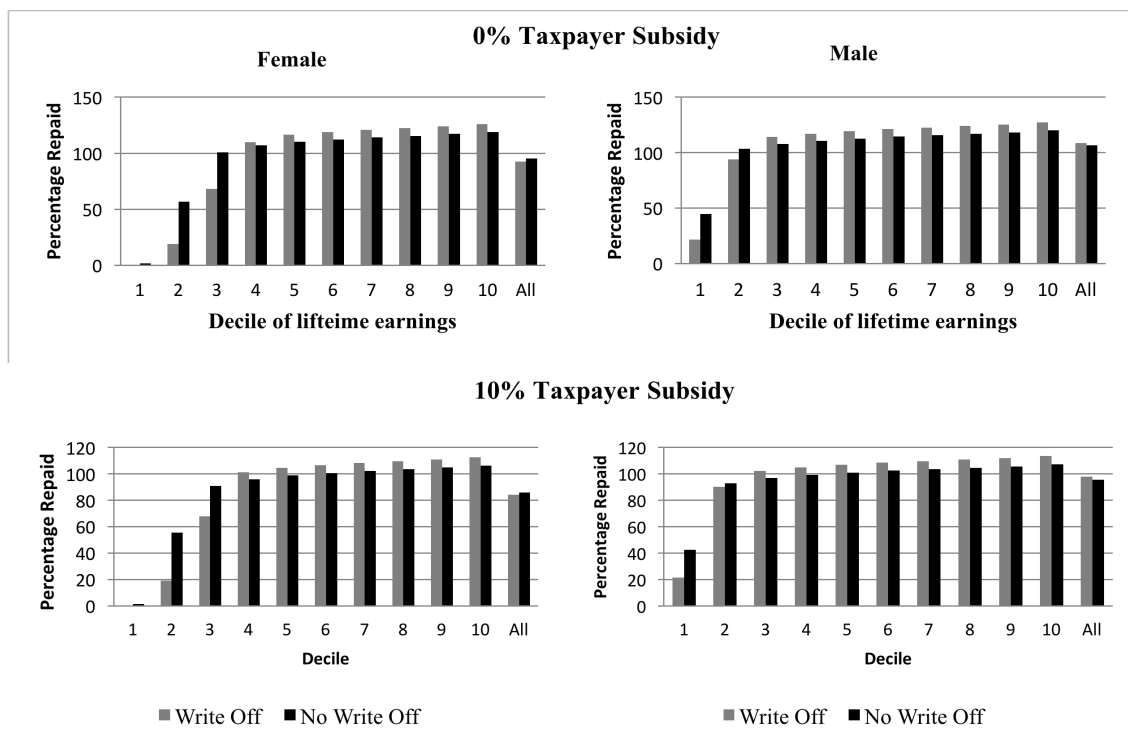 0% Taxpayer Subsidy
Female
Male
Percentage Repaid
150
100
50
0
1 2 3 4 5 6 7 8 9 10 All
Decile of lifteime earnings
Percentage Repaid
150
100
50
0
1 2 3 4 5 6 7 8 9 10 All
Decile of lifetime earnings
10% Taxpayer Subsidy
Percentage Repaid
120
100
80
60
40
20
0
1 2 3 4 5 6 7 8 9 10 All
Decile
Write Off No Write Off
Percentage Repaid
120
100
80
60
40
20
0
1 2 3 4 5 6 7 8 9 10 All
Decile
Write Off No Write Off